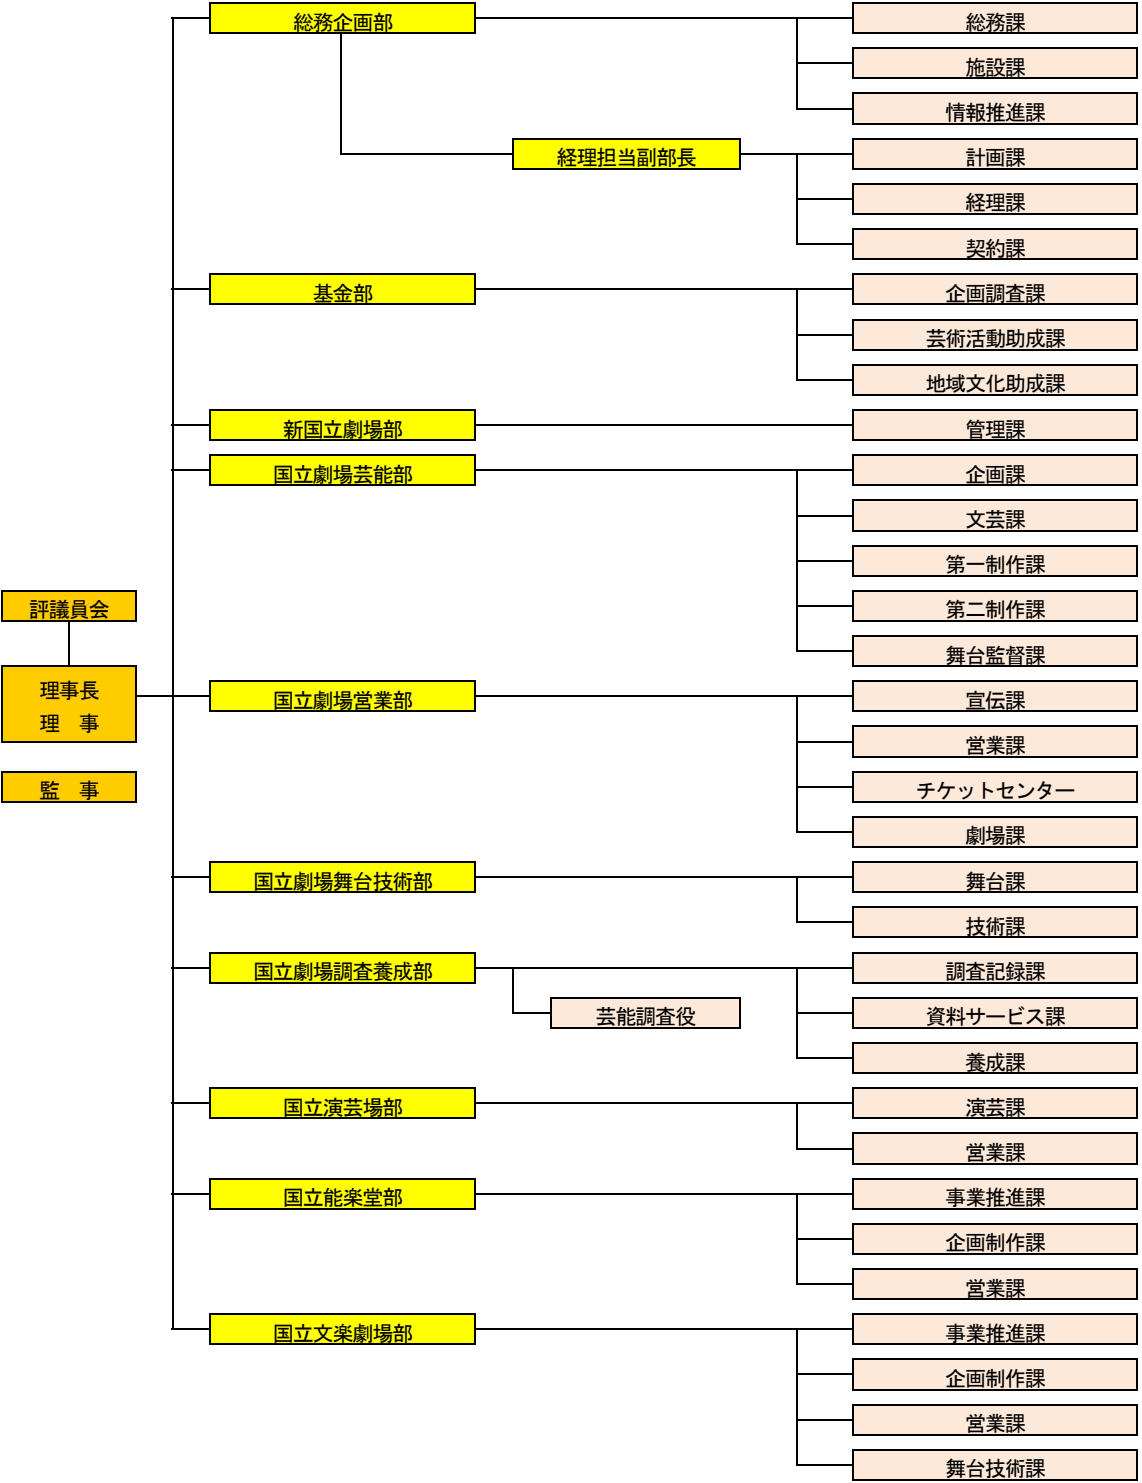 総務企画部
総務課
施設課
情報推進課
経理担当副部長
計画課
経理課
契約課
基金部
企画調査課
芸術活動助成課
地域文化助成課
新国立劇場部
管理課
国立劇場芸能部
企画課
文芸課
第一制作課
第二制作課
舞台監督課
評議員会
理事長
理　事
監　事
国立劇場営業部
宣伝課
営業課
チケットセンター
劇場課
国立劇場舞台技術部
舞台課
技術課
国立劇場調査養成部
芸能調査役
調査記録課
資料サービス課
養成課
国立演芸場部
演芸課
営業課
国立能楽堂部
事業推進課
企画制作課
営業課
国立文楽劇場部
事業推進課
企画制作課
営業課
舞台技術課